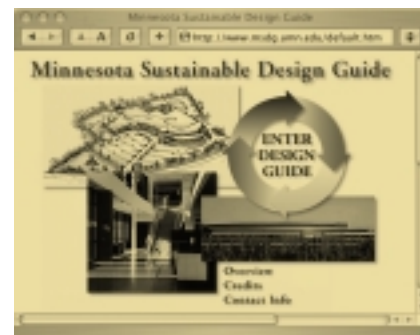 Minnesota Sustainable Design Guide
Minnesota Sustainable Design Guide
ENTER
DESIGN
GUIDE
Overview
Credits
Contact Info